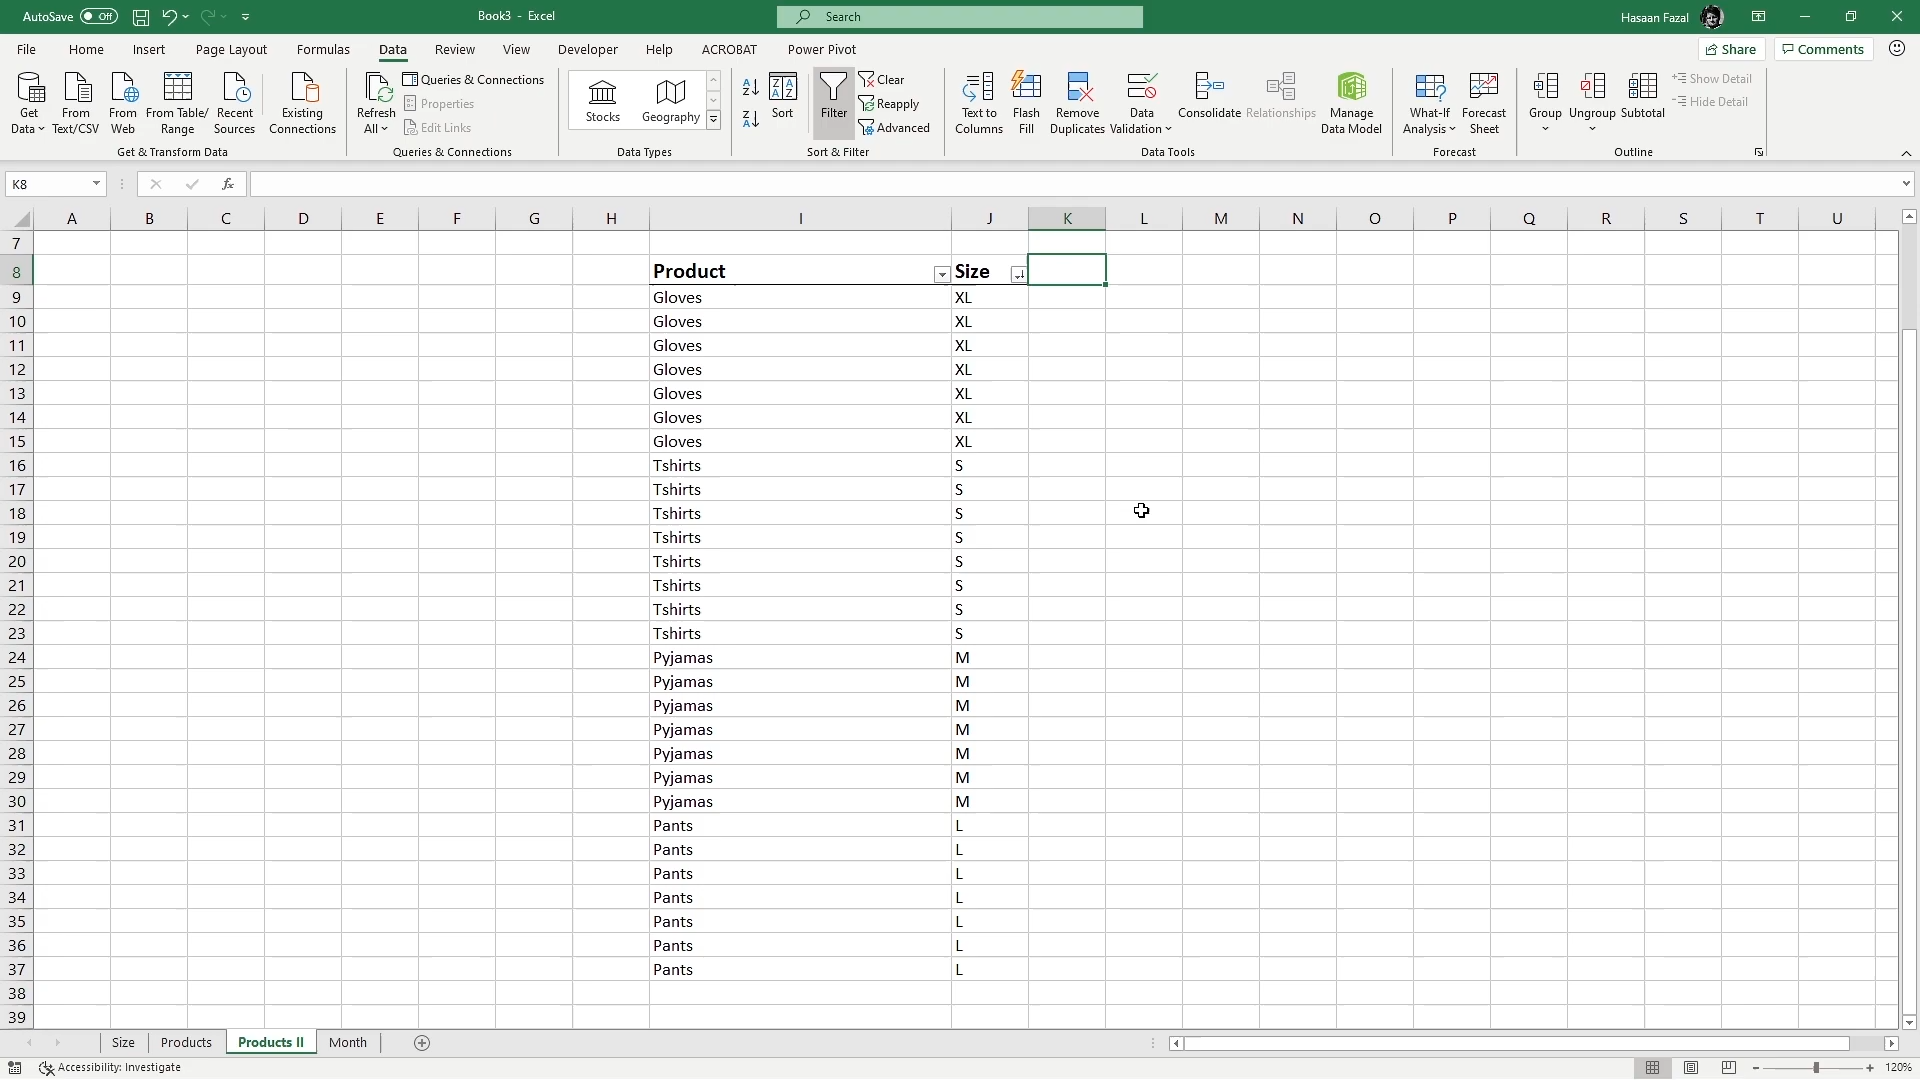 AutoSave Off Book3 - Excel Search Hasaan Fazal
File Home Insert Page Layout Formulas Data Review View Developer Help ACROBAT Power Pivot Share Comments
Get Data From Text/CSV From Web From Table/ Range Recent Sources Existing Connections
Get & Transform Data
Refresh All Queries & Connections
Properties
Edit Links
Queries & Connections
Stocks Geography
Data Types
Sort Filter Clear
Reapply
Advanced
Sort & Filter
Text to Columns Flash Fill Remove Duplicates Data Validation Consolidate Relationships Manage Data Model
Data Tools
What-If Analysis Forecast Sheet
Forecast
Group Ungroup Subtotal Show Detail
Hide Detail
Outline
K8 fx
A B C D E F G H I J K L M N O P Q R S T U
7
8 Product Size
9 Gloves XL
10 Gloves XL
11 Gloves XL
12 Gloves XL
13 Gloves XL
14 Gloves XL
15 Gloves XL
16 Tshirts S
17 Tshirts S
18 Tshirts S
19 Tshirts S
20 Tshirts S
21 Tshirts S
22 Tshirts S
23 Tshirts S
24 Pyjamas M
25 Pyjamas M
26 Pyjamas M
27 Pyjamas M
28 Pyjamas M
29 Pyjamas M
30 Pyjamas M
31 Pants L
32 Pants L
33 Pants L
34 Pants L
35 Pants L
36 Pants L
37 Pants L
38
39
Size Products Products II Month
Accessibility: Investigate 120%